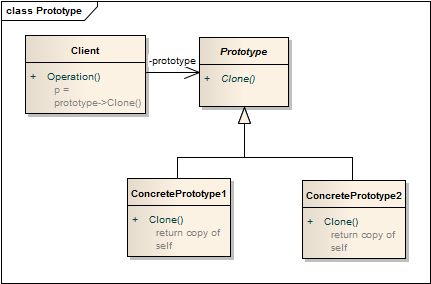 class Prototype
Client
+ Operation()
p =
prototype->Clone()
-prototype
Prototype
+ Clone()
ConcretePrototype1
+ Clone()
return copy of
self
ConcretePrototype2
+ Clone()
return copy of
self